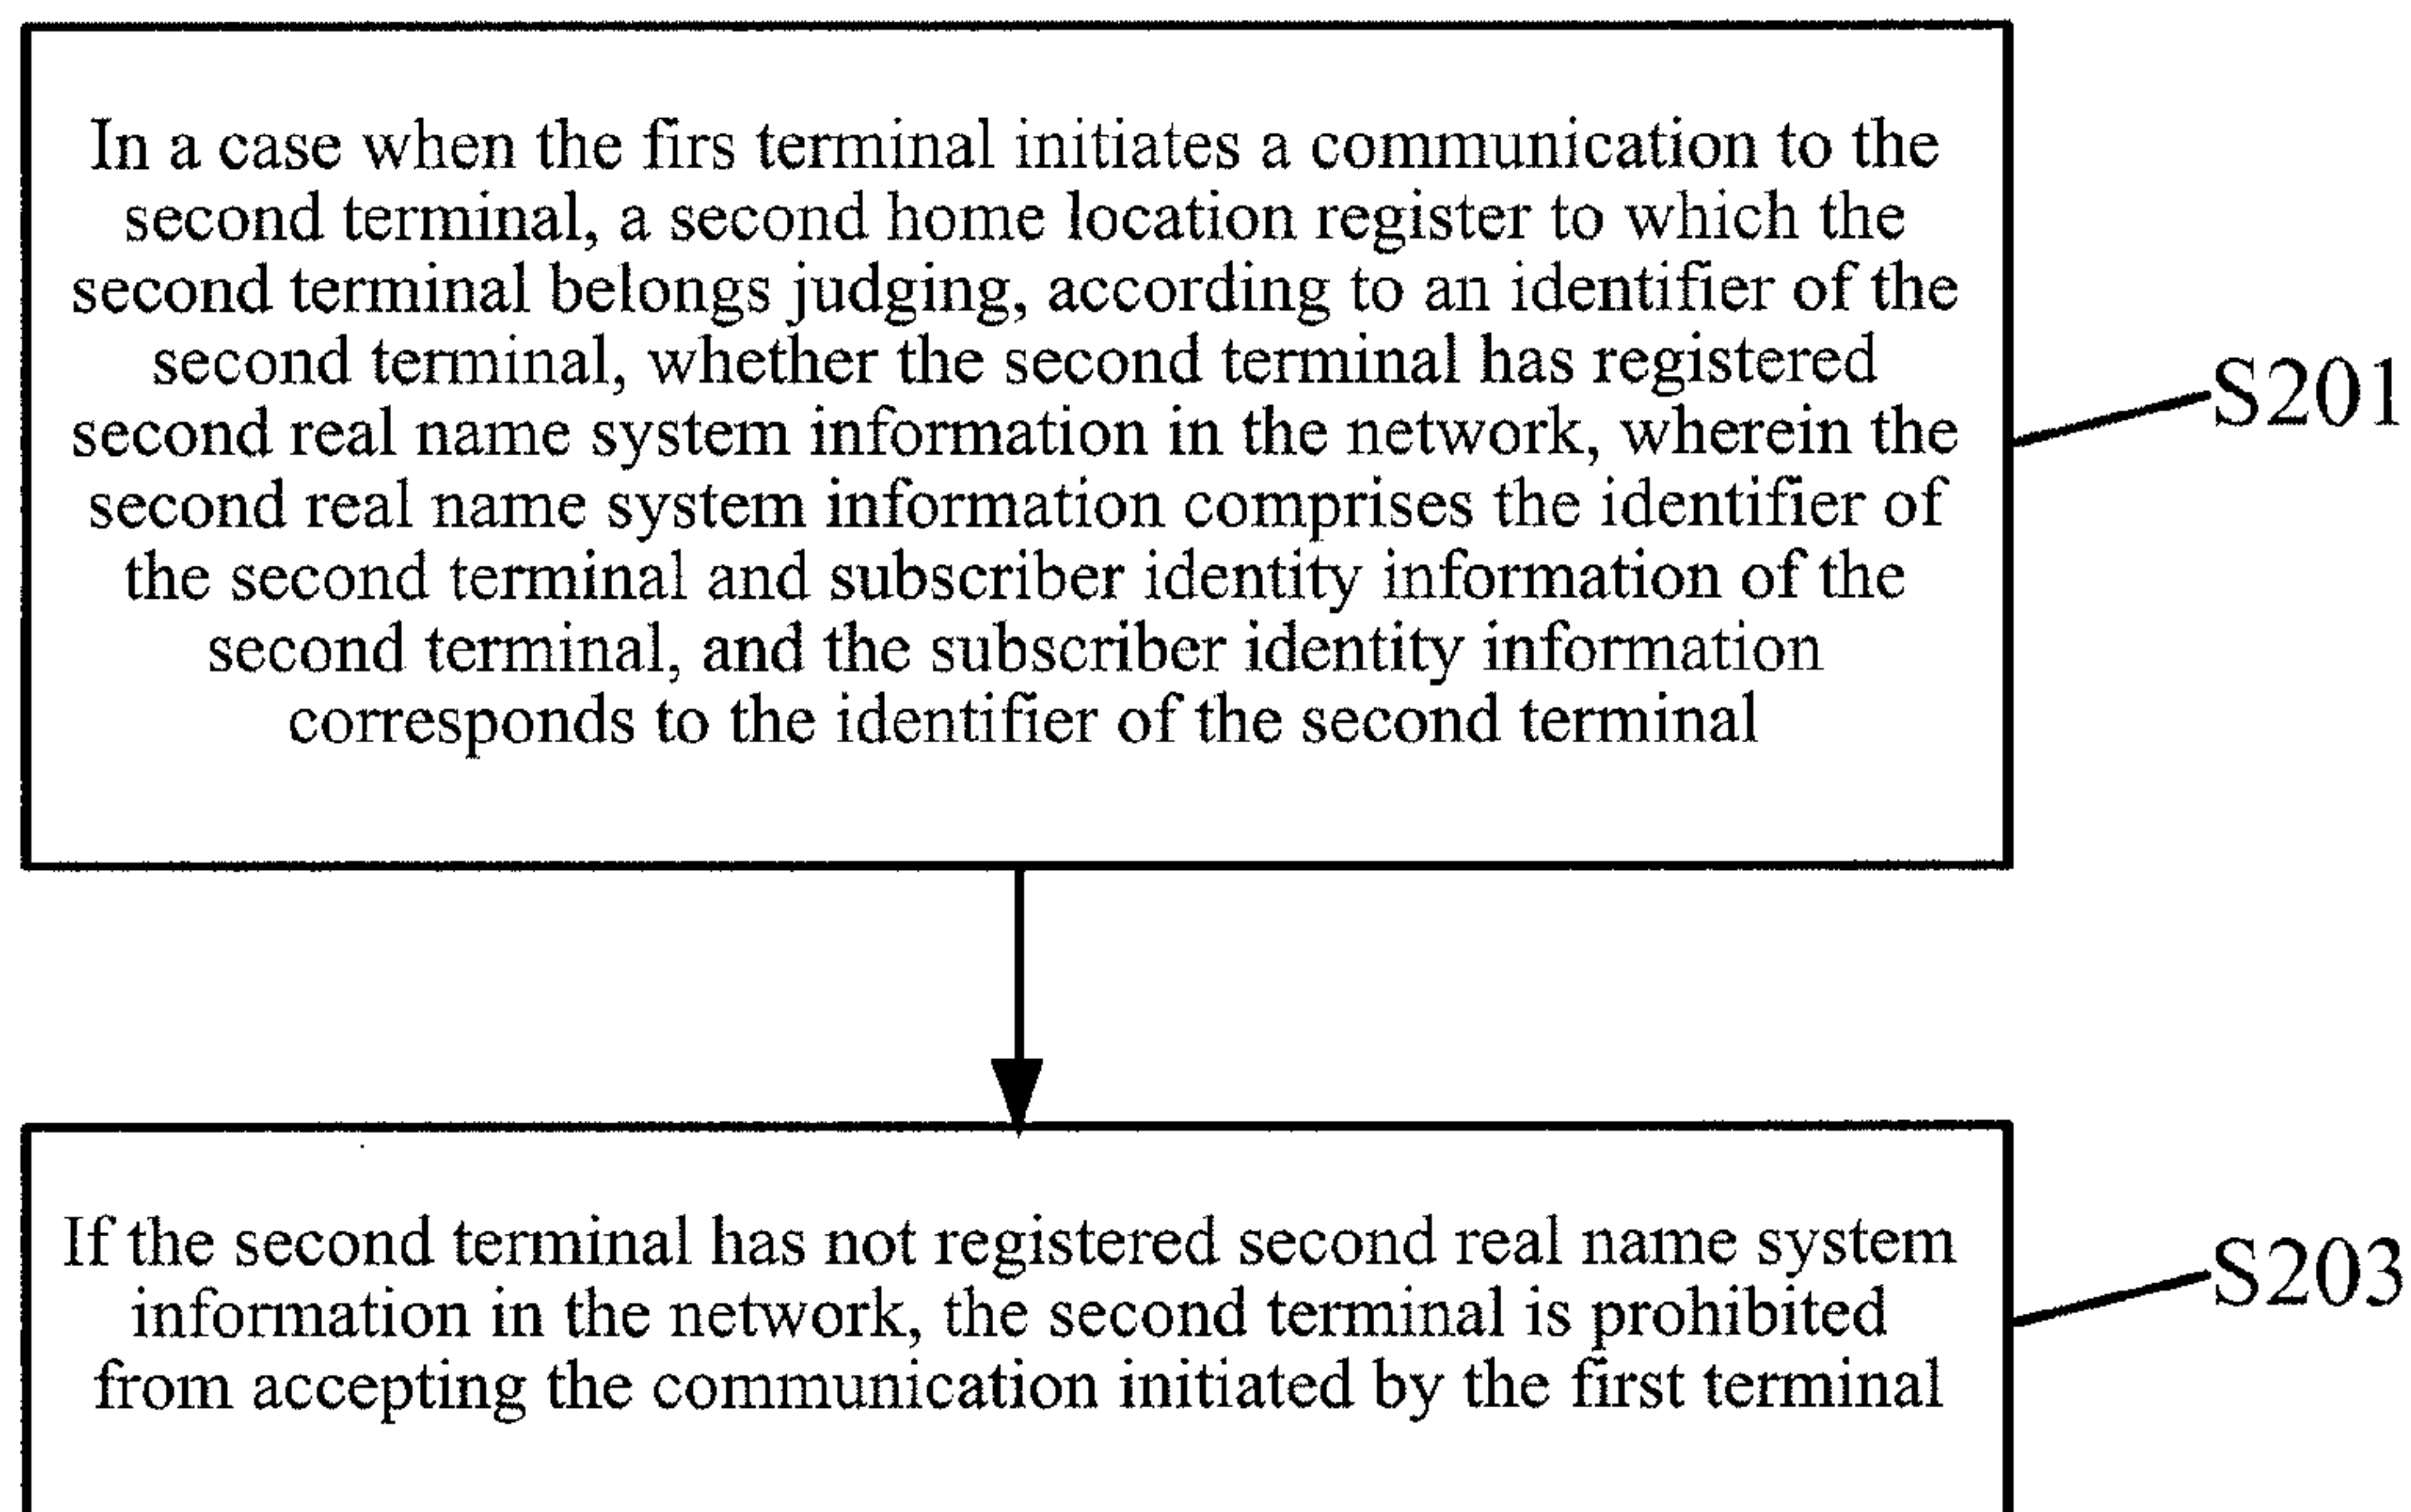 In a case when the firs terminal initiates a communication to the
second terminal, a second home location register to which the
second terminal belongs judging, according to an identifier of the
second terminal, whether the second terminal has registered
second real name system information in the network, wherein the
second real name system information comprises the identifier of
the second terminal and subscriber identity information of the
second terminal, and the subscriber identity information
corresponds to the identifier of the second terminal
S201
If the second terminal has not registered second real name system
information in the network, the second terminal is prohibited
from accepting the communication initiated by the first terminal
S203